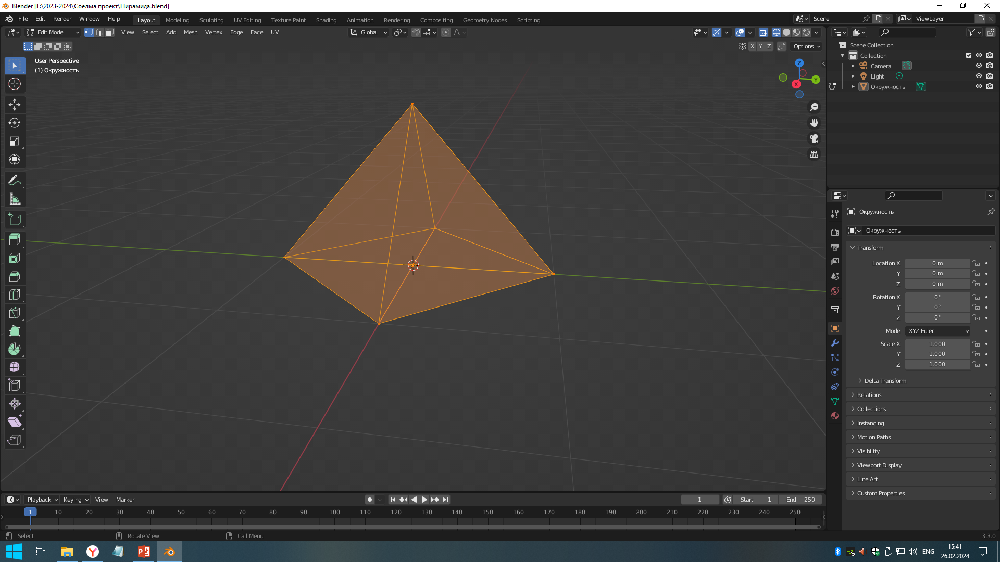 Blender [E:\2023-2024\Соелма проект\Пирамида.blend]
File Edit Render Window Help Layout Modeling Sculpting UV Editing Texture Paint Shading Animation Rendering Compositing Geometry Nodes Scripting + Scene ViewLayer
Edit Mode View Select Add Mesh Vertex Edge Face UV Global
X Y Z Options
User Perspective
(1) Окружность
Z
Y
X
Scene Collection
Collection
Camera
Light
Окружность
Окружность
Окружность
Transform
Location X 0 m
Y 0 m
Z 0 m
Rotation X 0°
Y 0°
Z 0°
Mode XYZ Euler
Scale X 1.000
Y 1.000
Z 1.000
Delta Transform
Relations
Collections
Instancing
Motion Paths
Visibility
Viewport Display
Line Art
Custom Properties
Playback Keying View Marker 1 Start 1 End 250
1 10 20 30 40 50 60 70 80 90 100 110 120 130 140 150 160 170 180 190 200 210 220 230 240 250
Select Rotate View Call Menu 3.3.0
ENG
15:41
26.02.2024